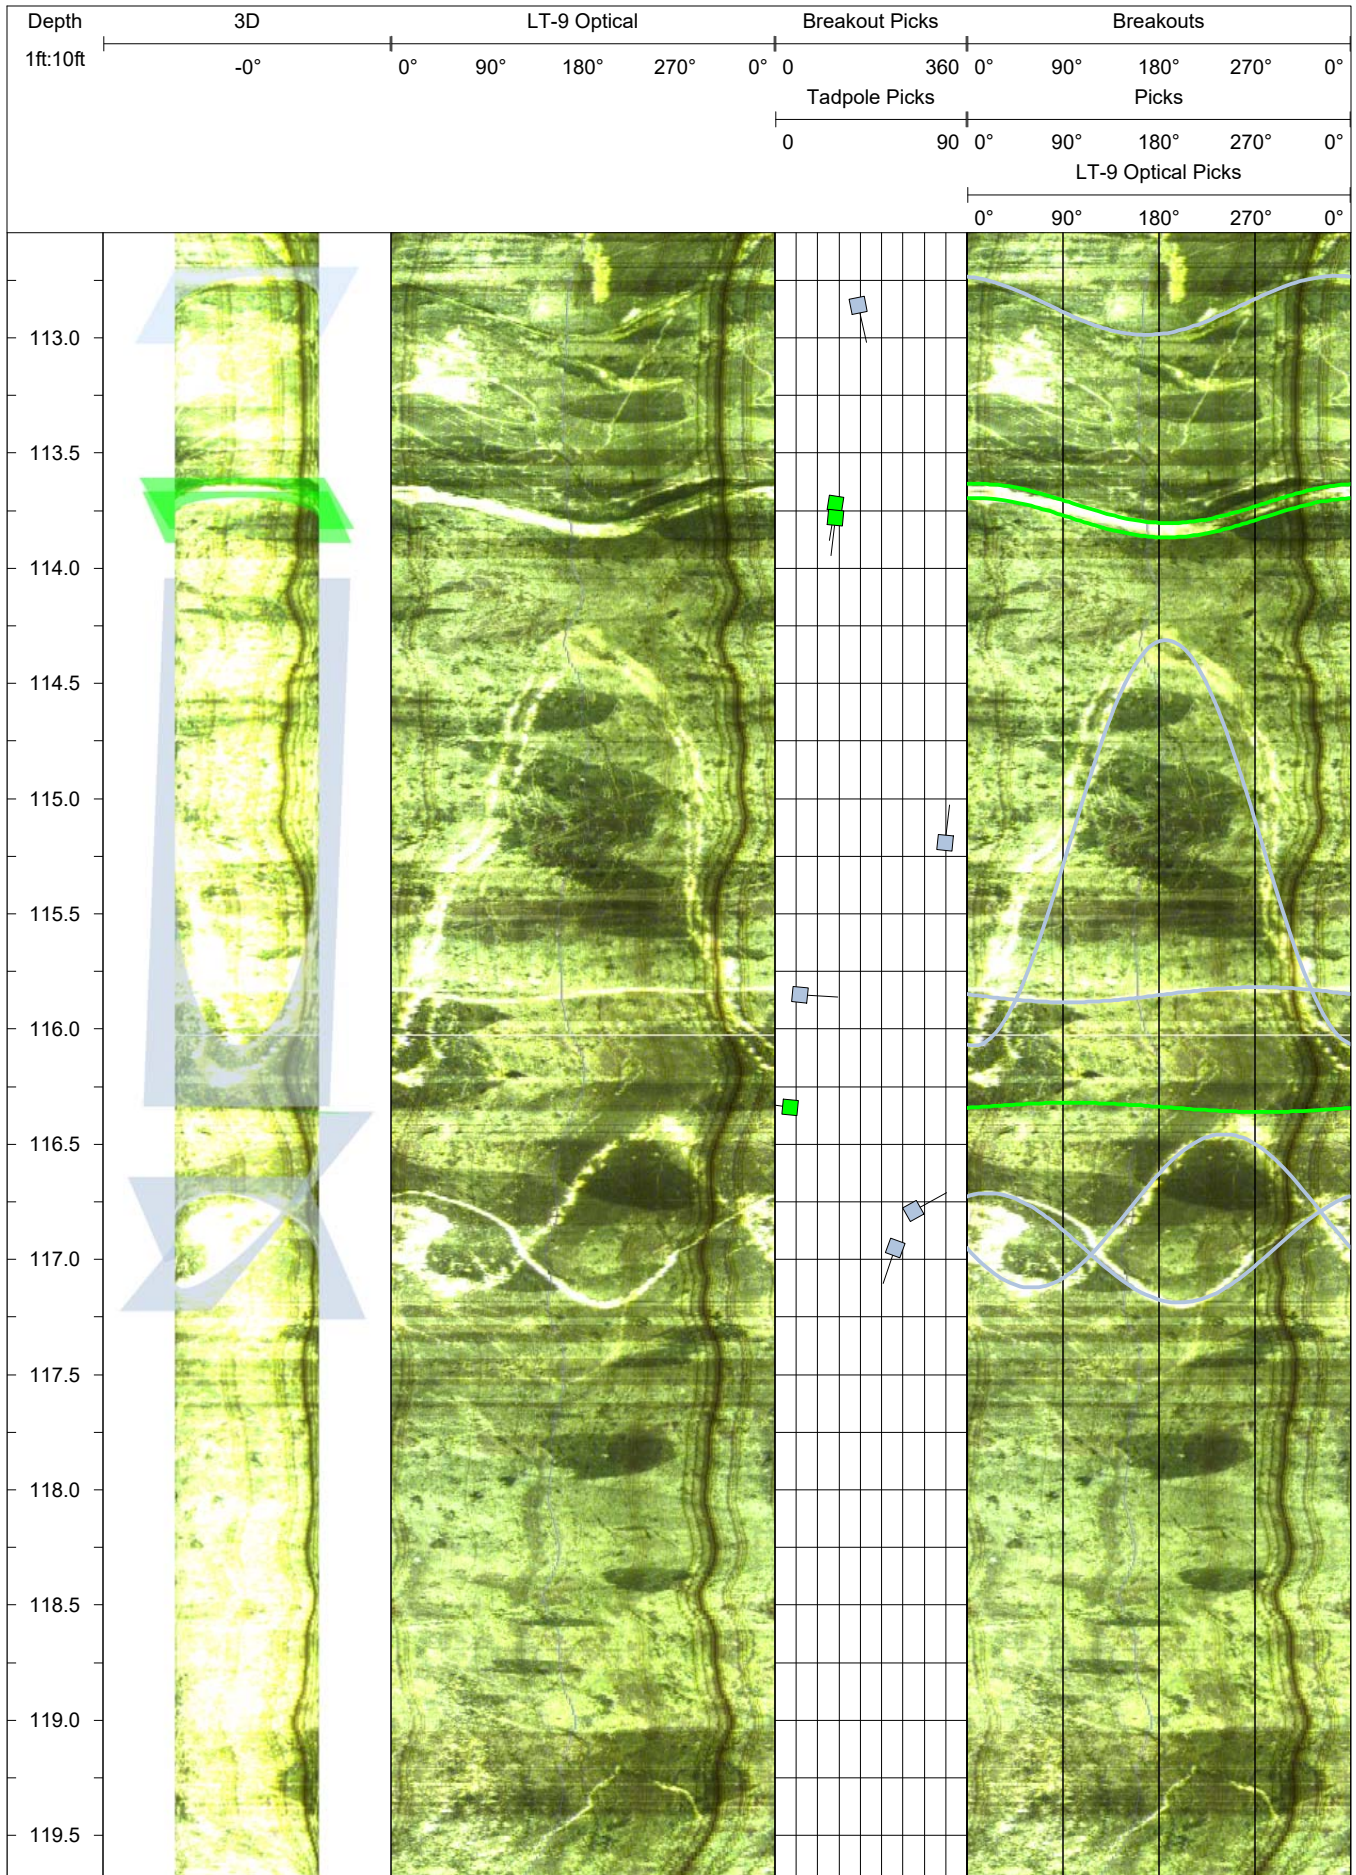 Depth 3D LT-9 Optical Breakout Picks Breakouts
1ft:10ft -0° 0° 90° 180° 270° 0° 0 360 0° 90° 180° 270° 0°
Tadpole Picks Picks
0 90 0° 90° 180° 270° 0°
LT-9 Optical Picks
0° 90° 180° 270° 0°
113.0
113.5
114.0
114.5
115.0
115.5
116.0
116.5
117.0
117.5
118.0
118.5
119.0
119.5